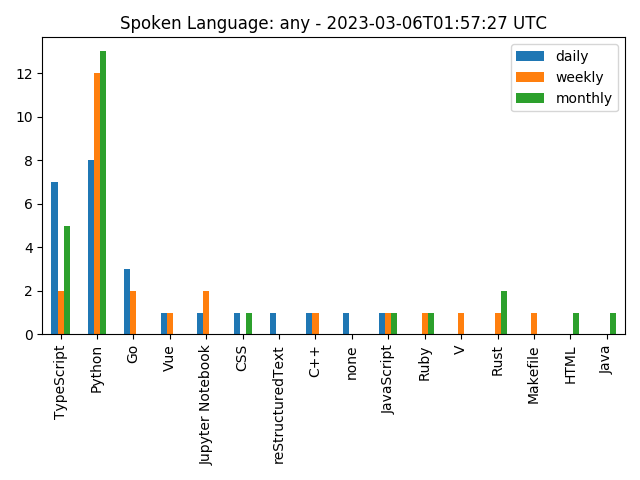 Spoken Language: any - 2023-03-06T01:57:27 UTC
daily
weekly
monthly
12
10
8
6
4
2
0
TypeScript
Python
Go
Vue
Jupyter Notebook
CSS
reStructuredText
C++
none
JavaScript
Ruby
V
Rust
Makefile
HTML
Java